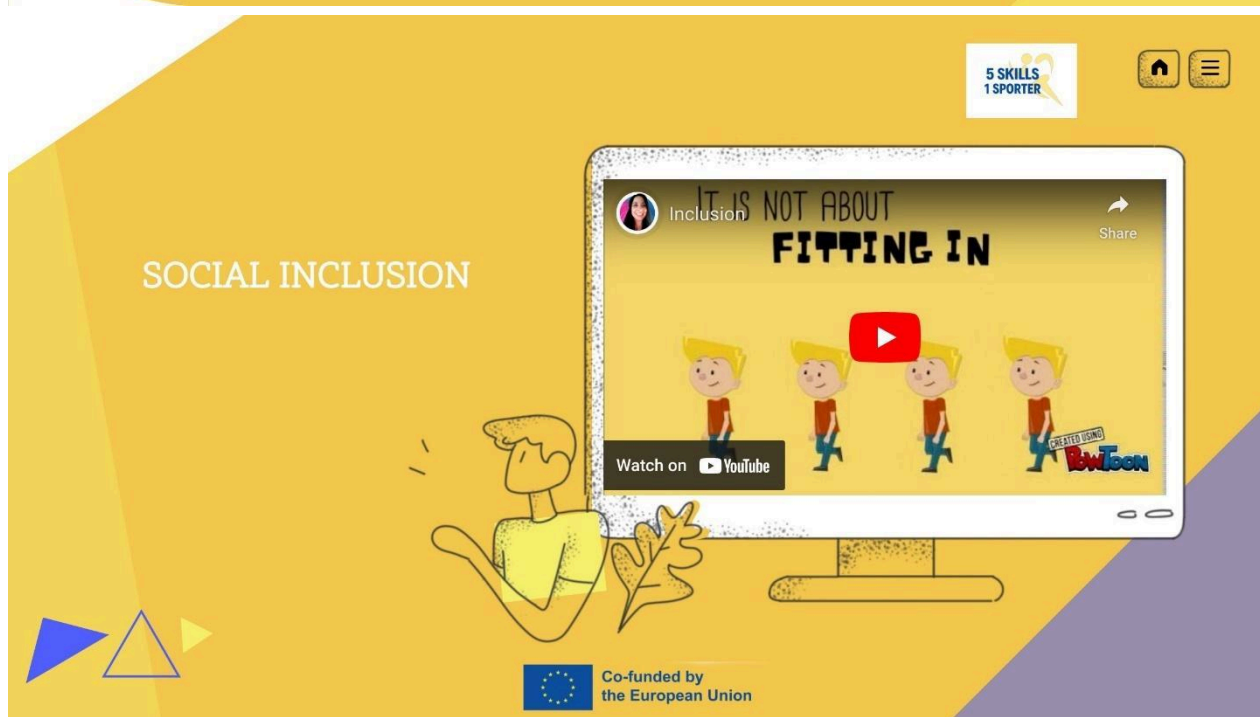 5 SKILLS
1 SPORTER
SOCIAL INCLUSION
Inclusion
IT IS NOT ABOUT
FITTING IN
Share
CREATED USING
POWTOON
Watch on YouTube
Co-funded by
the European Union